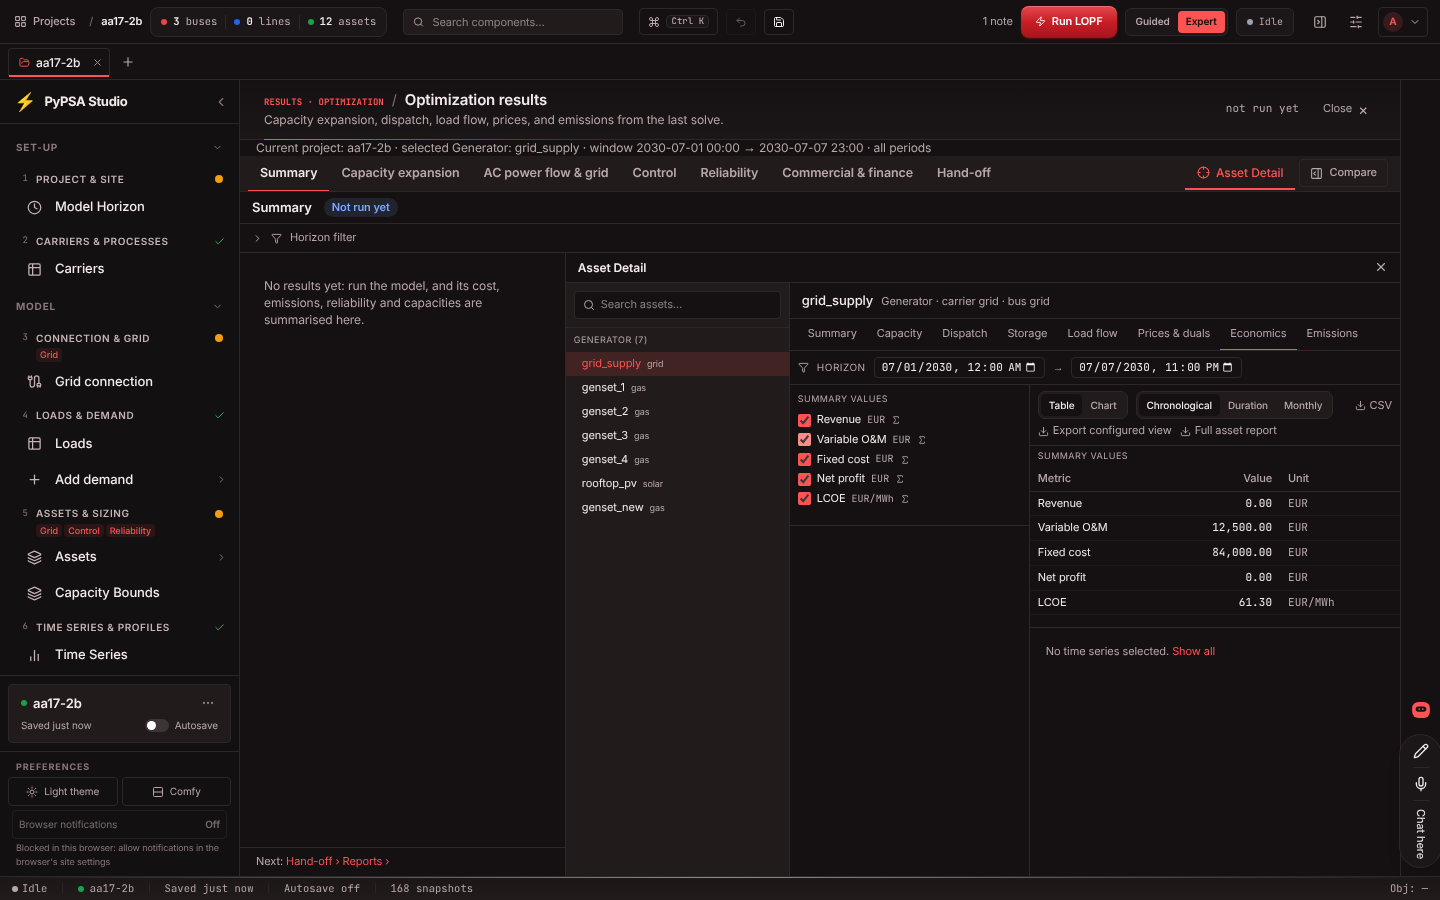 Projects / aa17-2b 3 buses 0 lines 12 assets Search components... Ctrl K 1 note Run LOPF Guided Expert Idle A
aa17-2b
PyPSA Studio
SET-UP
1 PROJECT & SITE
Model Horizon
2 CARRIERS & PROCESSES
Carriers
MODEL
3 CONNECTION & GRID
Grid
Grid connection
4 LOADS & DEMAND
Loads
Add demand
5 ASSETS & SIZING
Grid Control Reliability
Assets
Capacity Bounds
6 TIME SERIES & PROFILES
Time Series
aa17-2b
Saved just now Autosave
PREFERENCES
Light theme Comfy
Browser notifications Off
Blocked in this browser: allow notifications in the
browser's site settings
RESULTS · OPTIMIZATION / Optimization results
Capacity expansion, dispatch, load flow, prices, and emissions from the last solve.
not run yet Close
Current project: aa17-2b · selected Generator: grid_supply · window 2030-07-01 00:00 → 2030-07-07 23:00 · all periods
Summary Capacity expansion AC power flow & grid Control Reliability Commercial & finance Hand-off Asset Detail Compare
Summary Not run yet
Horizon filter
No results yet: run the model, and its cost,
emissions, reliability and capacities are
summarised here.
Next: Hand-off › Reports ›
Asset Detail
Search assets...
GENERATOR (7)
grid_supply grid
genset_1 gas
genset_2 gas
genset_3 gas
genset_4 gas
rooftop_pv solar
genset_new gas
grid_supply Generator · carrier grid · bus grid
Summary Capacity Dispatch Storage Load flow Prices & duals Economics Emissions
HORIZON 07/01/2030, 12:00 AM → 07/07/2030, 11:00 PM
SUMMARY VALUES
Revenue EUR Σ
Variable O&M EUR Σ
Fixed cost EUR Σ
Net profit EUR Σ
LCOE EUR/MWh Σ
Table Chart Chronological Duration Monthly CSV
Export configured view Full asset report
SUMMARY VALUES
Metric Value Unit
Revenue 0.00 EUR
Variable O&M 12,500.00 EUR
Fixed cost 84,000.00 EUR
Net profit 0.00 EUR
LCOE 61.30 EUR/MWh
No time series selected. Show all
Chat here
Idle aa17-2b Saved just now Autosave off 168 snapshots Obj: —